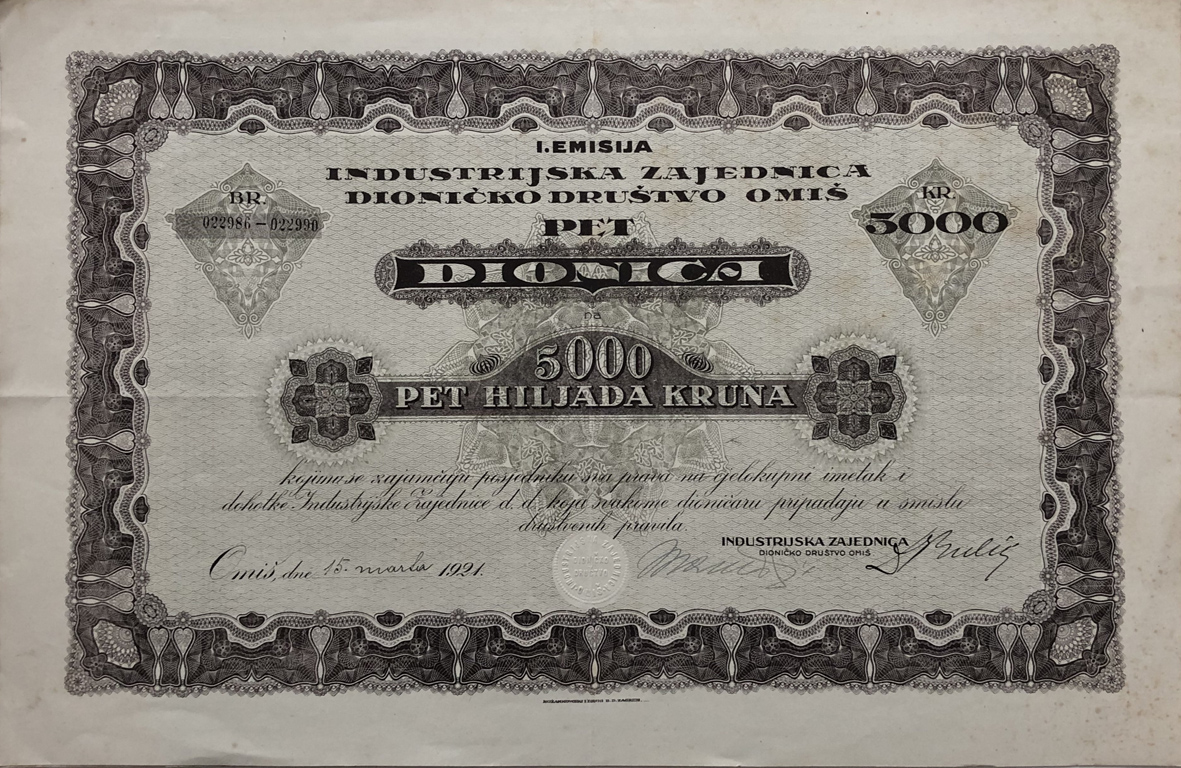 I. EMISIJA
INDUSTRIJSKA ZAJEDNICA
DIONIČKO DRUŠTVO OMIŠ
BR.
022986 – 022990
KR.
5000
PET
DIONICA
na
5000
PET HILJADA KRUNA
kojima se zajamčuju posjedniku sva prava na cjelokupni imetak i
dohotke Industrijske Zajednice d. d. koja svakome dioničaru pripadaju u smislu
društvenih pravila.
INDUSTRIJSKA ZAJEDNICA
DIONIČKO DRUŠTVO OMIŠ
Omiš, dne 15. marta 1921.